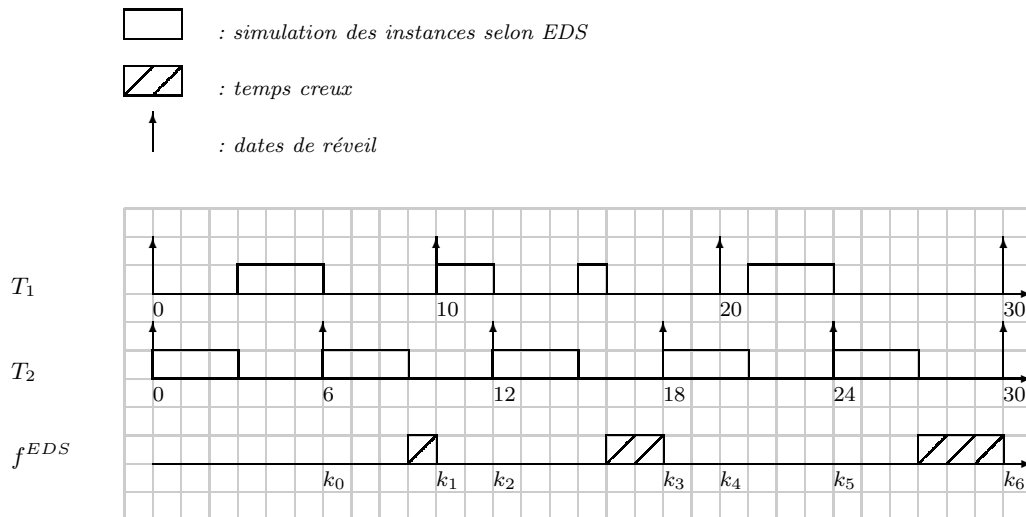 : simulation des instances selon EDS
: temps creux
: dates de réveil
T₁
0 10 20 30
T₂
0 6 12 18 24 30
f^{EDS}
k₀ k₁ k₂ k₃ k₄ k₅ k₆